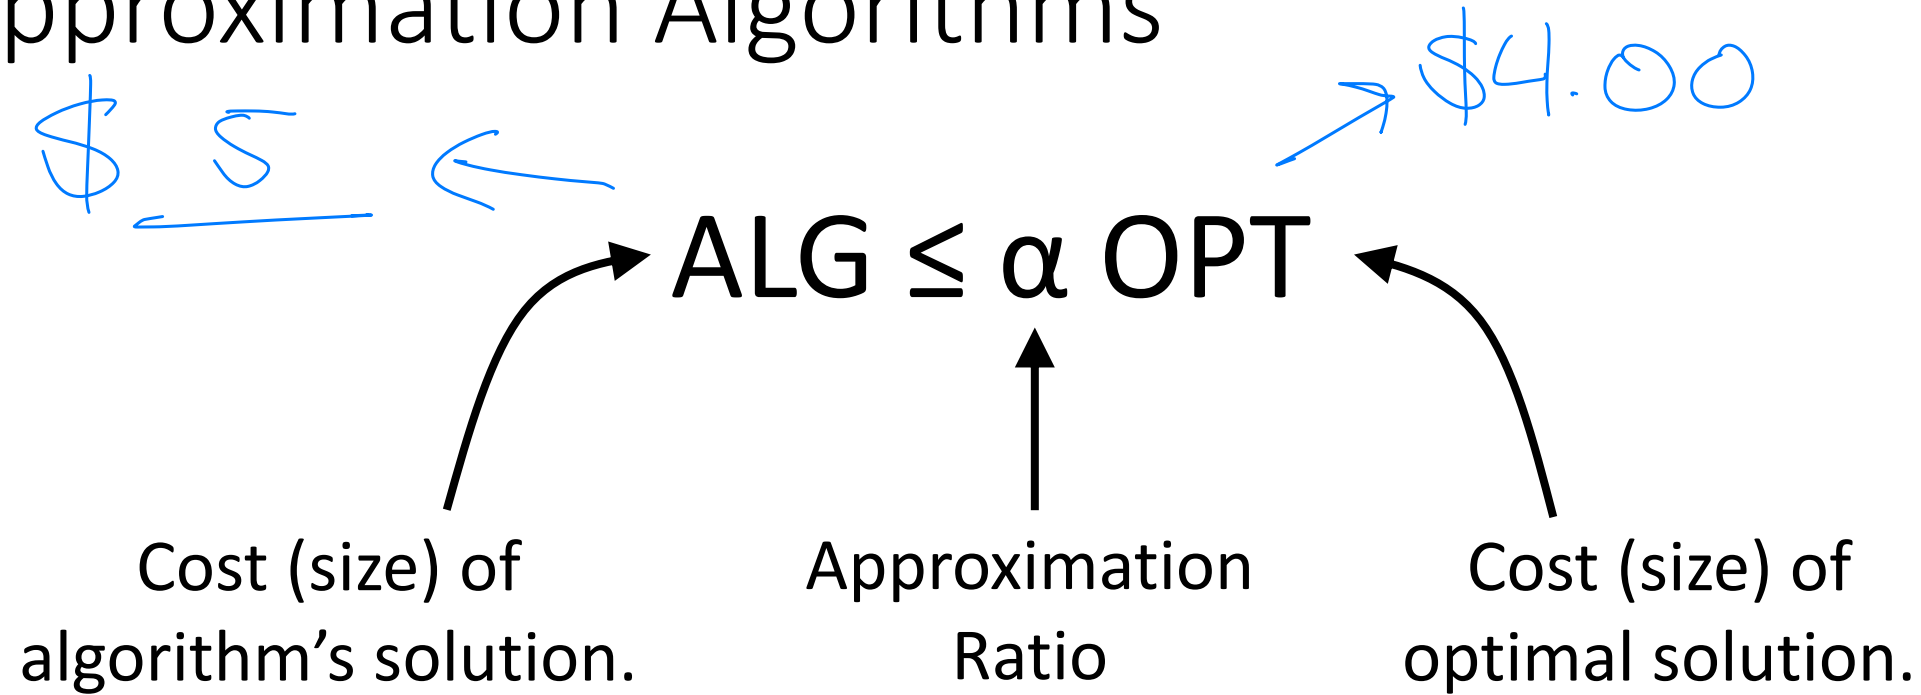 pproximation Algorithms
$ 5
$4.00
ALG ≤ α OPT
Cost (size) of
algorithm’s solution.
Approximation
Ratio
Cost (size) of
optimal solution.